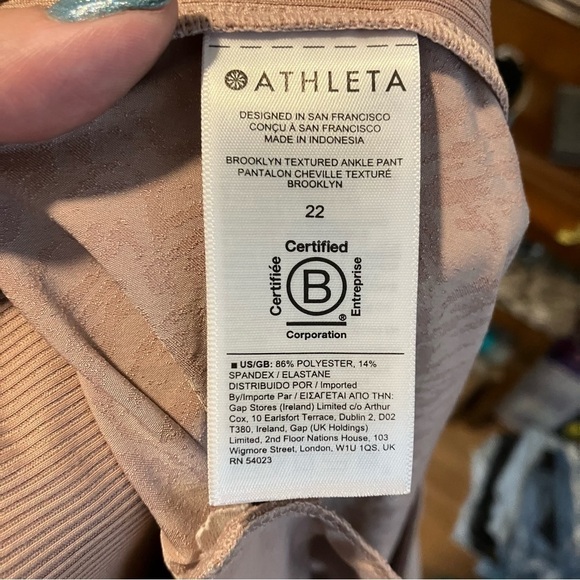 ATHLETA
DESIGNED IN SAN FRANCISCO
CONÇU À SAN FRANCISCO
MADE IN INDONESIA
BROOKLYN TEXTURED ANKLE PANT
PANTALON CHEVILLE TEXTURÉ
BROOKLYN
22
Certified
Certifiée
B
Entreprise
®
Corporation
■ US/GB: 86% POLYESTER, 14%
SPANDEX / ELASTANE
DISTRIBUIDO POR / Imported
By/Importe Par / ΕΙΣΑΓΕΤΑΙ ΑΠΟ ΤΗΝ:
Gap Stores (Ireland) Limited c/o Arthur
Cox, 10 Earlsfort Terrace, Dublin 2, D02
T380, Ireland, Gap (UK Holdings)
Limited, 2nd Floor Nations House, 103
Wigmore Street, London, W1U 1QS, UK
RN 54023